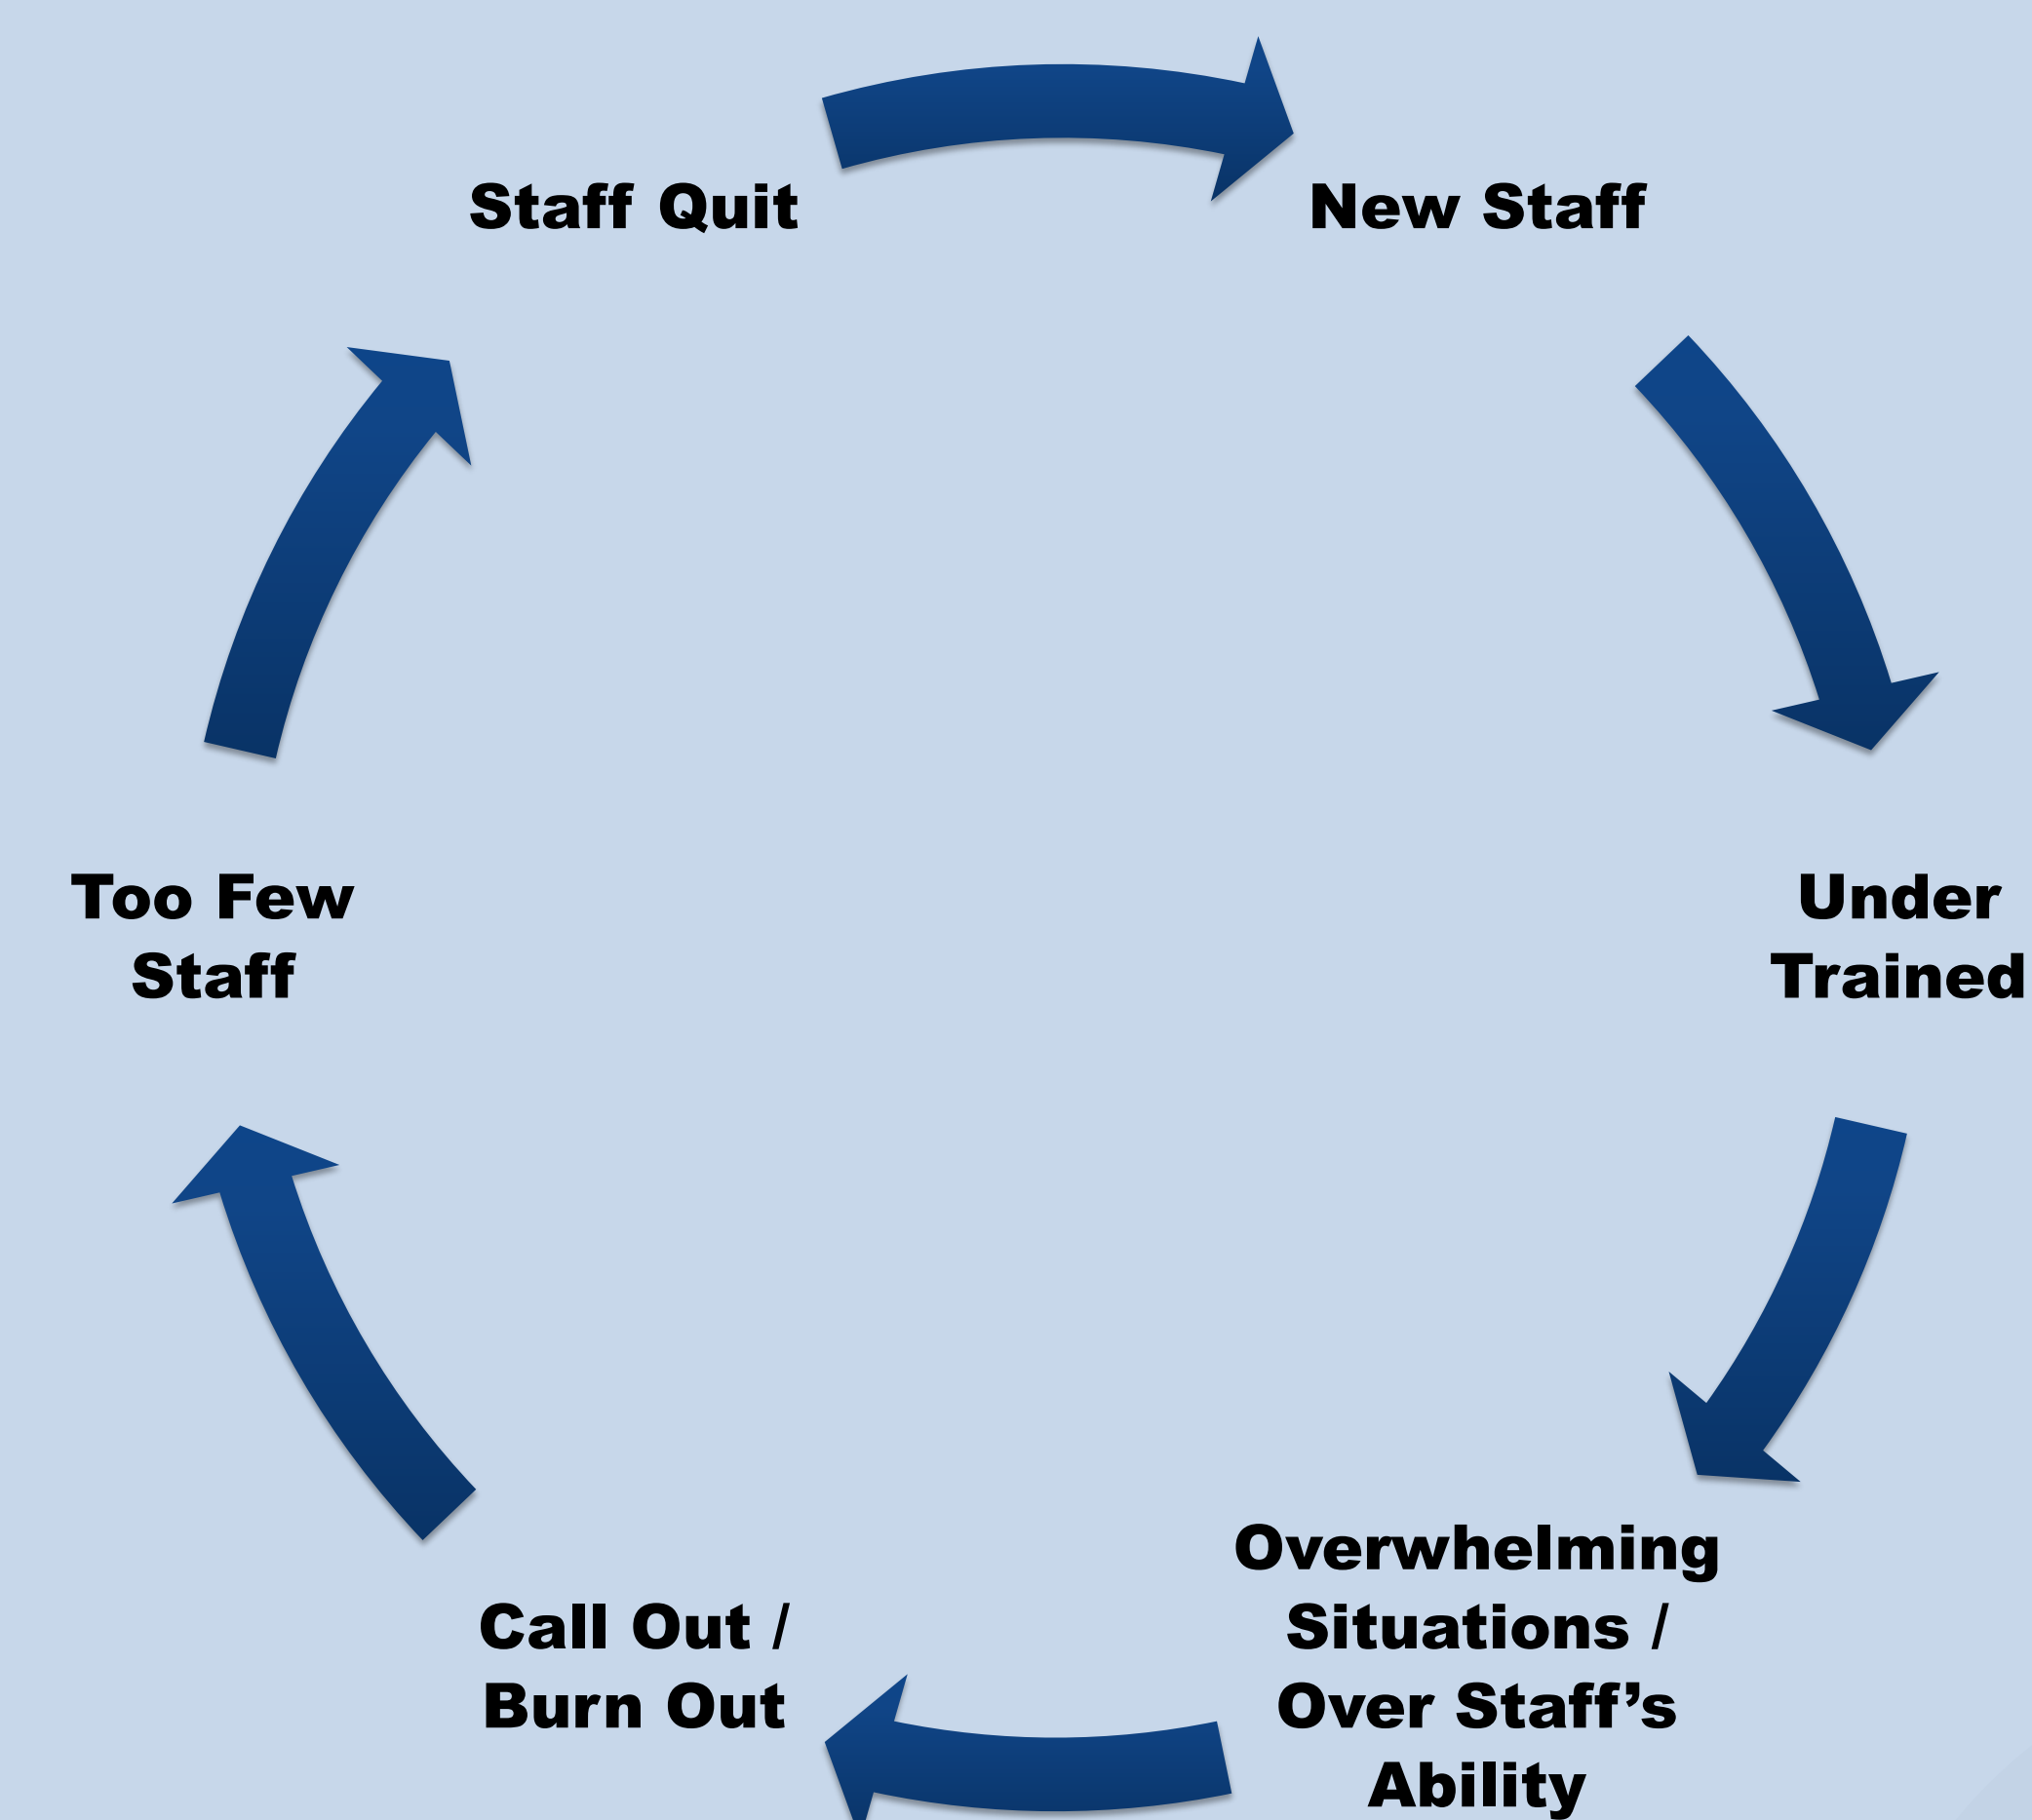 Staff Quit
New Staff
Under
Trained
Overwhelming
Situations /
Over Staff’s
Ability
Call Out /
Burn Out
Too Few
Staff